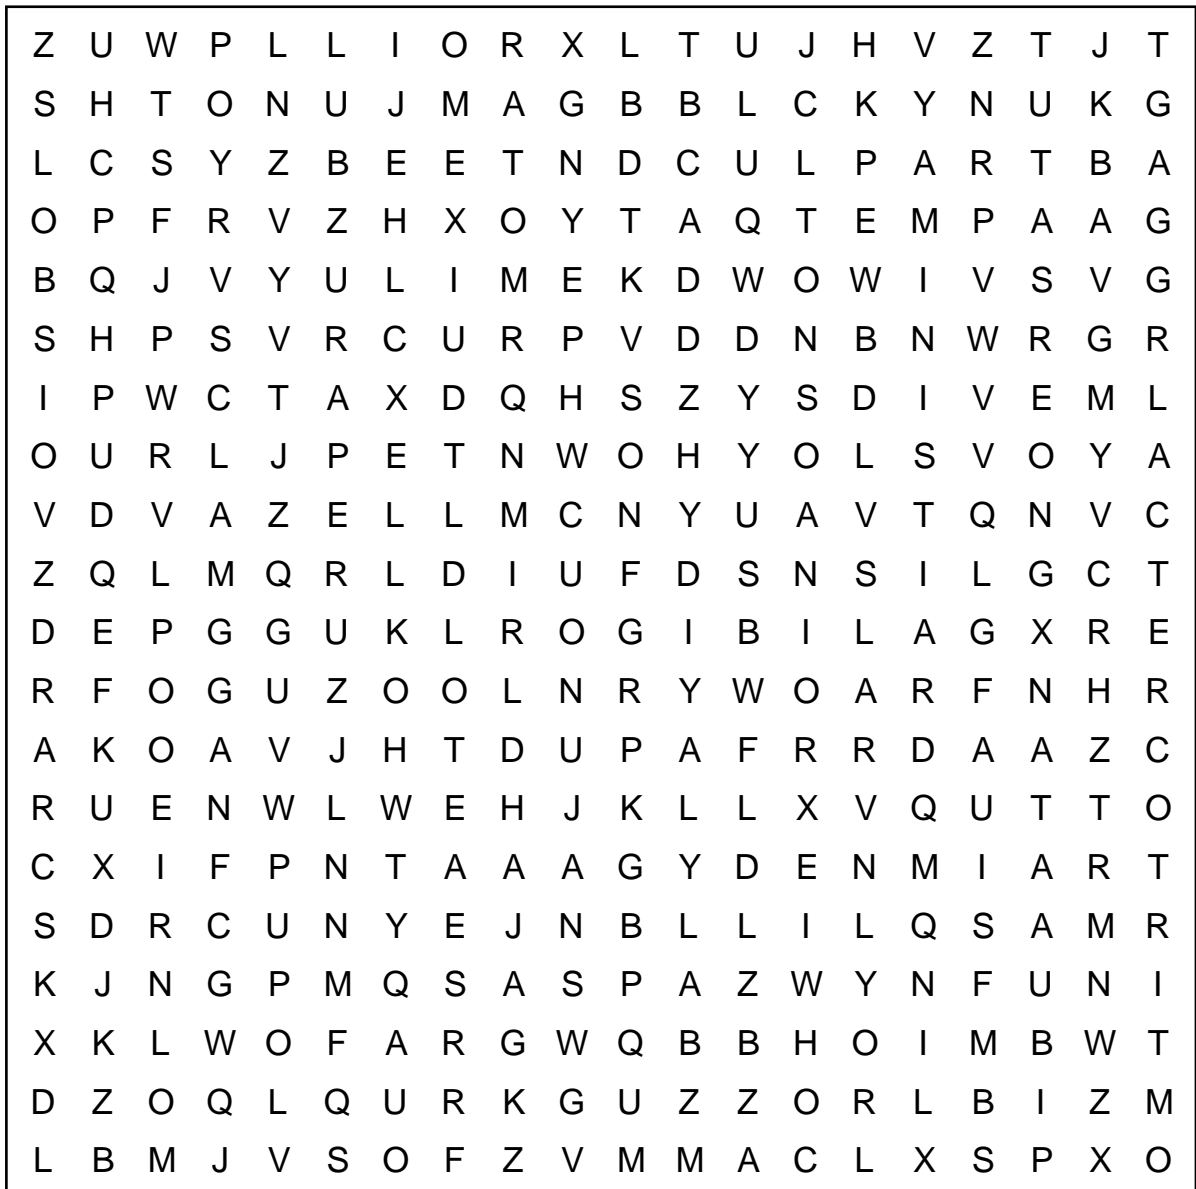 Z U W P L L I O R X L T U J H V Z T J T
S H T O N U J M A G B B L C K Y N U K G
L C S Y Z B E E T N D C U L P A R T B A
O P F R V Z H X O Y T A Q T E M P A A G
B Q J V Y U L I M E K D W O W I V S V G
S H P S V R C U R P V D D N B N W R G R
I P W C T A X D Q H S Z Y S D I V E M L
O U R L J P E T N W O H Y O L S V O Y A
V D V A Z E L L M C N Y U A V T Q N V C
Z Q L M Q R L D I U F D S N S I L G C T
D E P G G U K L R O G I B I L A G X R E
R F O G U Z O O L N R Y W O A R F N H R
A K O A V J H T D U P A F R R D A A Z C
R U E N W L W E H J K L L X V Q U T T O
C X I F P N T A A A G Y D E N M I A R T
S D R C U N Y E J N B L L I L Q S A M R
K J N G P M Q S A S P A Z W Y N F U N I
X K L W O F A R G W Q B B H O I M B W T
D Z O Q L Q U R K G U Z Z O R L B I Z M
L B M J V S O F Z V M M A C L X S P X O